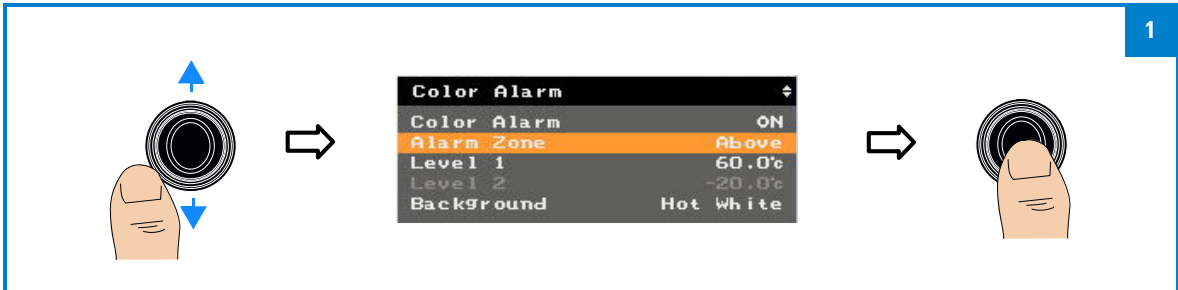 1
Color Alarm
Color Alarm ON
Alarm Zone Above
Level 1 60.0℃
Level 2 -20.0℃
Background Hot White